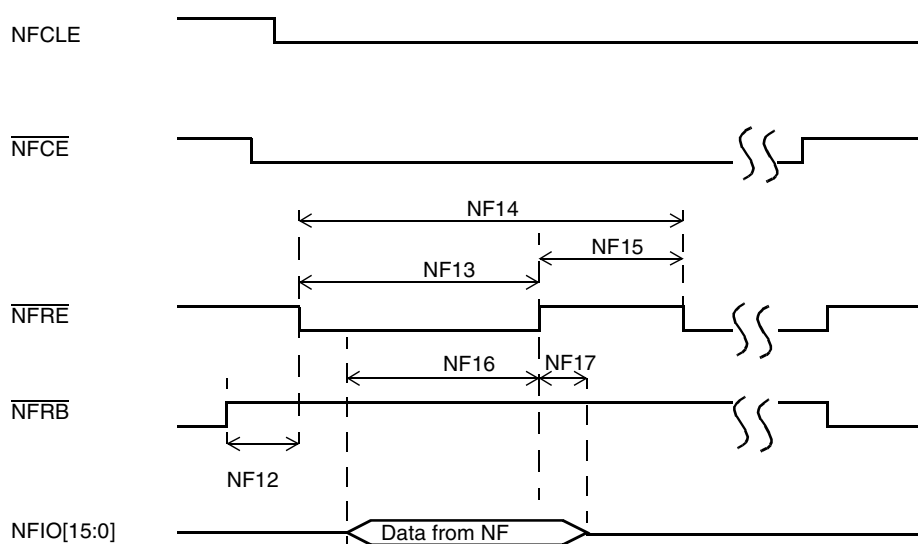 NFCLE
NFCE
NF14
NF15
NF13
NFRE
NF16 NF17
NFRB
NF12
NFIO[15:0] Data from NF